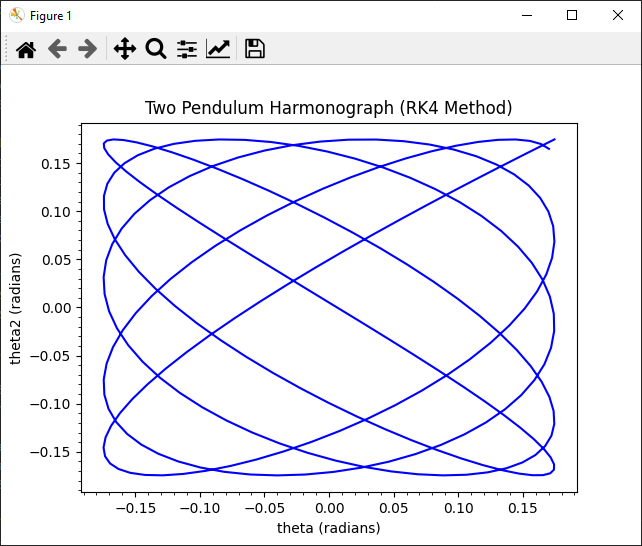 Figure 1
Two Pendulum Harmonograph (RK4 Method)
theta2 (radians)
0.15
0.10
0.05
0.00
−0.05
−0.10
−0.15
−0.15 −0.10 −0.05 0.00 0.05 0.10 0.15
theta (radians)